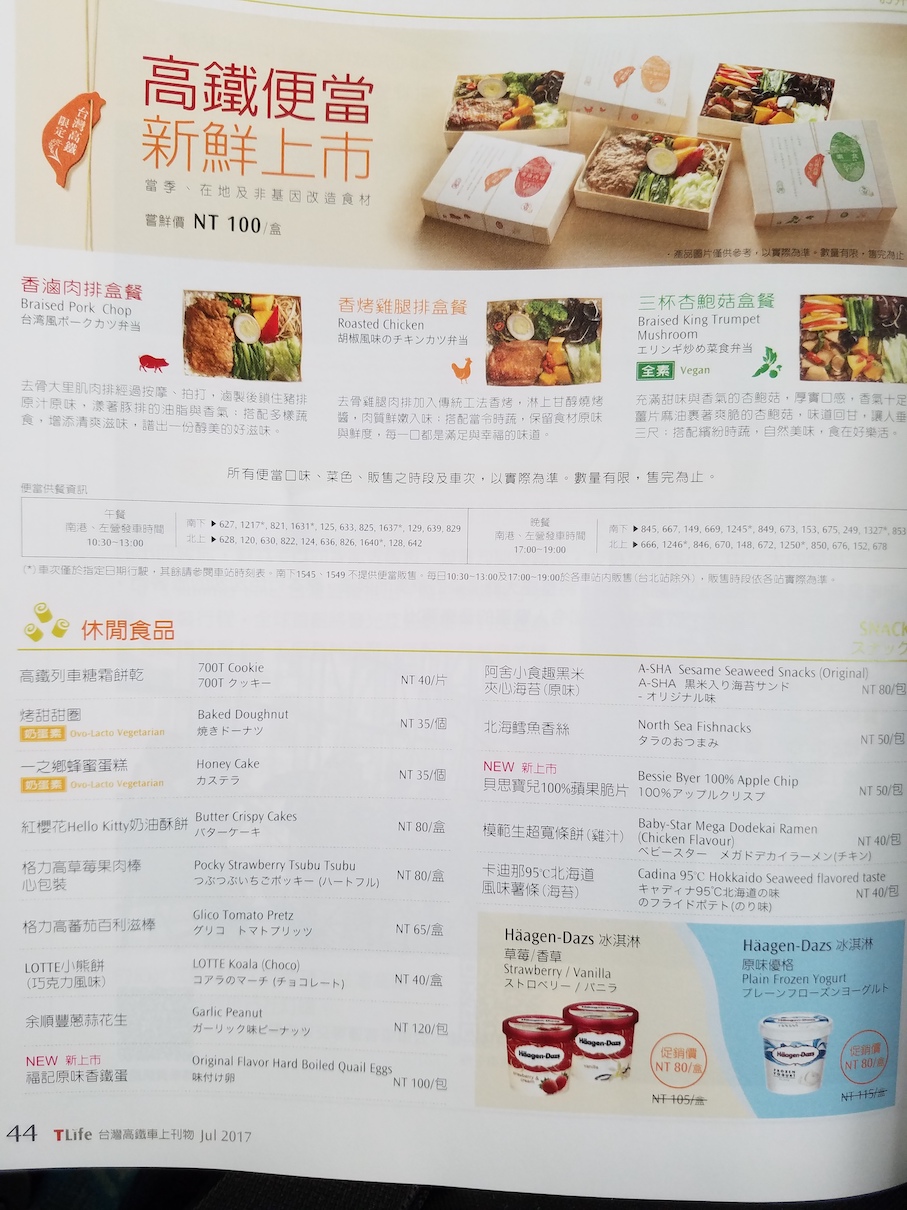 台灣高鐵
限定
高鐵便當
新鮮上市
當季、在地及非基因改造食材
嘗鮮價 NT 100/盒
・產品圖片僅供參考，以實際為準。數量有限，售完為止
香滷肉排盒餐
Braised Pork Chop
台湾風ポークカツ弁当
去骨大里肌肉排經過按摩、拍打，滷製後鎖住豬排
原汁原味，漾著豚排的油脂與香氣；搭配多樣蔬
食，增添清爽滋味，譜出一份醇美的好滋味。
香烤雞腿排盒餐
Roasted Chicken
胡椒風味のチキンカツ弁当
去骨雞腿肉排加入傳統工法香烤，淋上甘醇燒烤
醬，肉質鮮嫩入味；搭配當令時蔬，保留食材原味
與鮮度，每一口都是滿足與幸福的味道。
三杯杏鮑菇盒餐
Braised King Trumpet
Mushroom
エリンギ炒め菜食弁当
全素 Vegan
充滿甜味與香氣的杏鮑菇，厚實口感，香氣十足
薑片麻油裹著爽脆的杏鮑菇，味道回甘，讓人垂
三尺；搭配繽紛時蔬，自然美味，食在好樂活。
所有便當口味、菜色、販售之時段及車次，以實際為準。數量有限，售完為止。
便當供餐資訊
午餐
南港、左營發車時間
10:30~13:00
南下 ▶ 627, 1217*, 821, 1631*, 125, 633, 825, 1637*, 129, 639, 829
北上 ▶ 628, 120, 630, 822, 124, 636, 826, 1640*, 128, 642
晚餐
南港、左營發車時間
17:00~19:00
南下 ▶ 845, 667, 149, 669, 1245*, 849, 673, 153, 675, 249, 1327*, 853
北上 ▶ 666, 1246*, 846, 670, 148, 672, 1250*, 850, 676, 152, 678
(*)車次僅於指定日期行駛，其餘請參閱車站時刻表。南下1545、1549 不提供便當販售。每日10:30~13:00及17:00~19:00於各車站內販售(台北站除外)，販售時段依各站實際為準。
休閒食品
SNACK
スナック
高鐵列車糖霜餅乾
700T Cookie
700T クッキー
NT 40/片
烤甜甜圈
奶蛋素 Ovo-Lacto Vegetarian
Baked Doughnut
焼きドーナツ
NT 35/個
一之鄉蜂蜜蛋糕
奶蛋素 Ovo-Lacto Vegetarian
Honey Cake
カステラ
NT 35/個
紅櫻花Hello Kitty奶油酥餅
Butter Crispy Cakes
バターケーキ
NT 80/盒
格力高草莓果肉棒
心包裝
Pocky Strawberry Tsubu Tsubu
つぶつぶいちごポッキー (ハートフル)
NT 80/盒
格力高蕃茄百利滋棒
Glico Tomato Pretz
グリコ トマトプリッツ
NT 65/盒
LOTTE小熊餅
(巧克力風味)
LOTTE Koala (Choco)
コアラのマーチ (チョコレート)
NT 40/盒
余順豐蔥蒜花生
Garlic Peanut
ガーリック味ピーナッツ
NT 120/包
NEW 新上市
福記原味香鐵蛋
Original Flavor Hard Boiled Quail Eggs
味付け卵
NT 100/包
阿舍小食趣黑米
夾心海苔(原味)
A-SHA Sesame Seaweed Snacks (Original)
A-SHA 黒米入り海苔サンド
- オリジナル味
NT 80/包
北海鱈魚香絲
North Sea Fishnacks
タラのおつまみ
NT 50/包
NEW 新上市
貝思寶兒100%蘋果脆片
Bessie Byer 100% Apple Chip
100%アップルクリスプ
NT 50/包
模範生超寬條餅(雞汁)
Baby-Star Mega Dodekai Ramen
(Chicken Flavour)
ベビースター メガドデカイラーメン(チキン)
NT 40/包
卡迪那95℃北海道
風味薯條(海苔)
Cadina 95℃ Hokkaido Seaweed flavored taste
キャディナ95℃北海道の味
のフライドポテト(のり味)
NT 40/包
Häagen-Dazs 冰淇淋
草莓/香草
Strawberry / Vanilla
ストロベリー / バニラ
Häagen-Dazs
Häagen-Dazs
vanilla
促銷價
NT 80/盒
NT 105/盒
Häagen-Dazs 冰淇淋
原味優格
Plain Frozen Yogurt
プレーンフローズンヨーグルト
Häagen-Dazs
促銷價
NT 80/盒
NT 115/盒
44 TLife 台灣高鐵車上刊物 Jul 2017